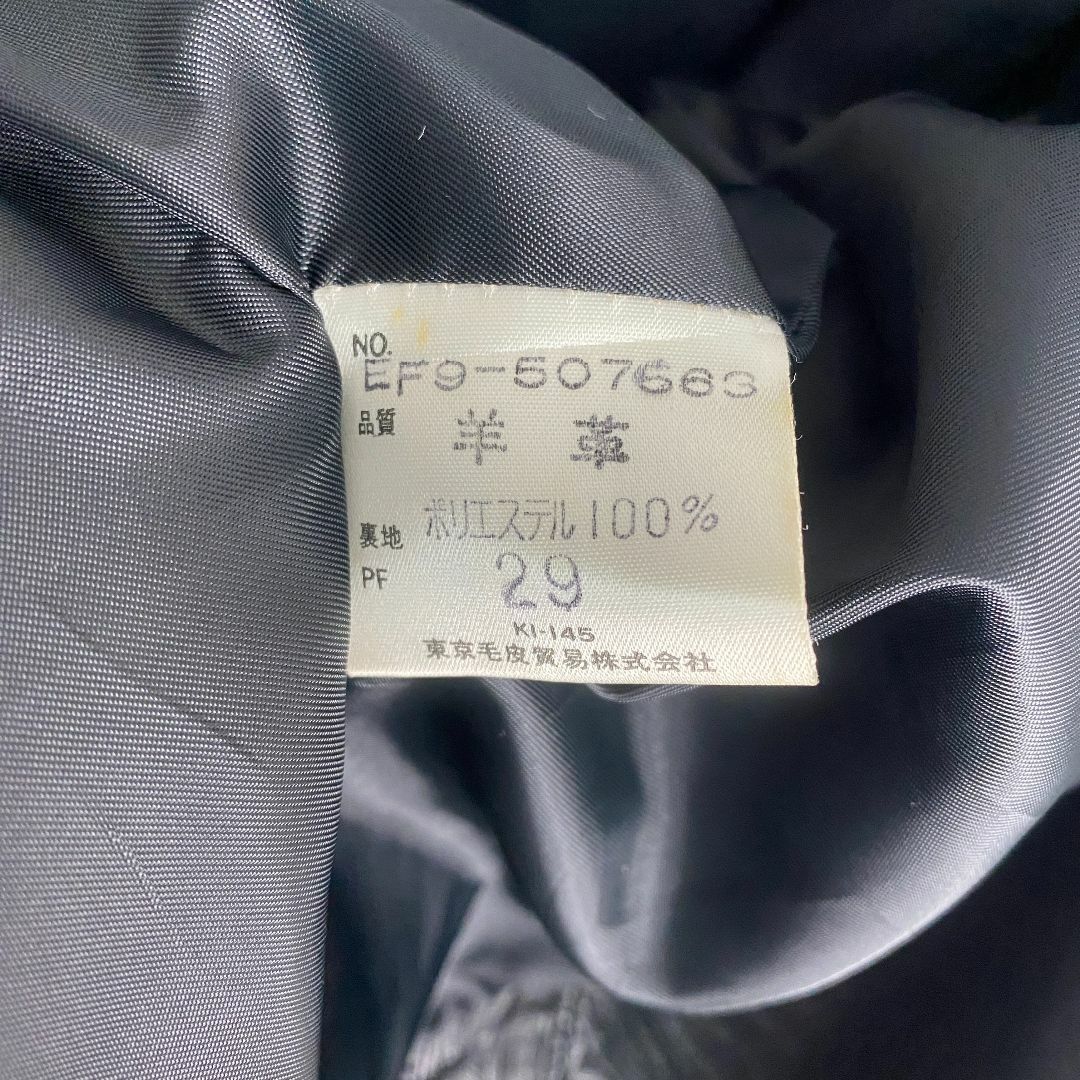 NO.
EF9-507663
品質 羊革
裏地 ポリエステル100%
PF 29
KI-145
東京毛皮貿易株式会社